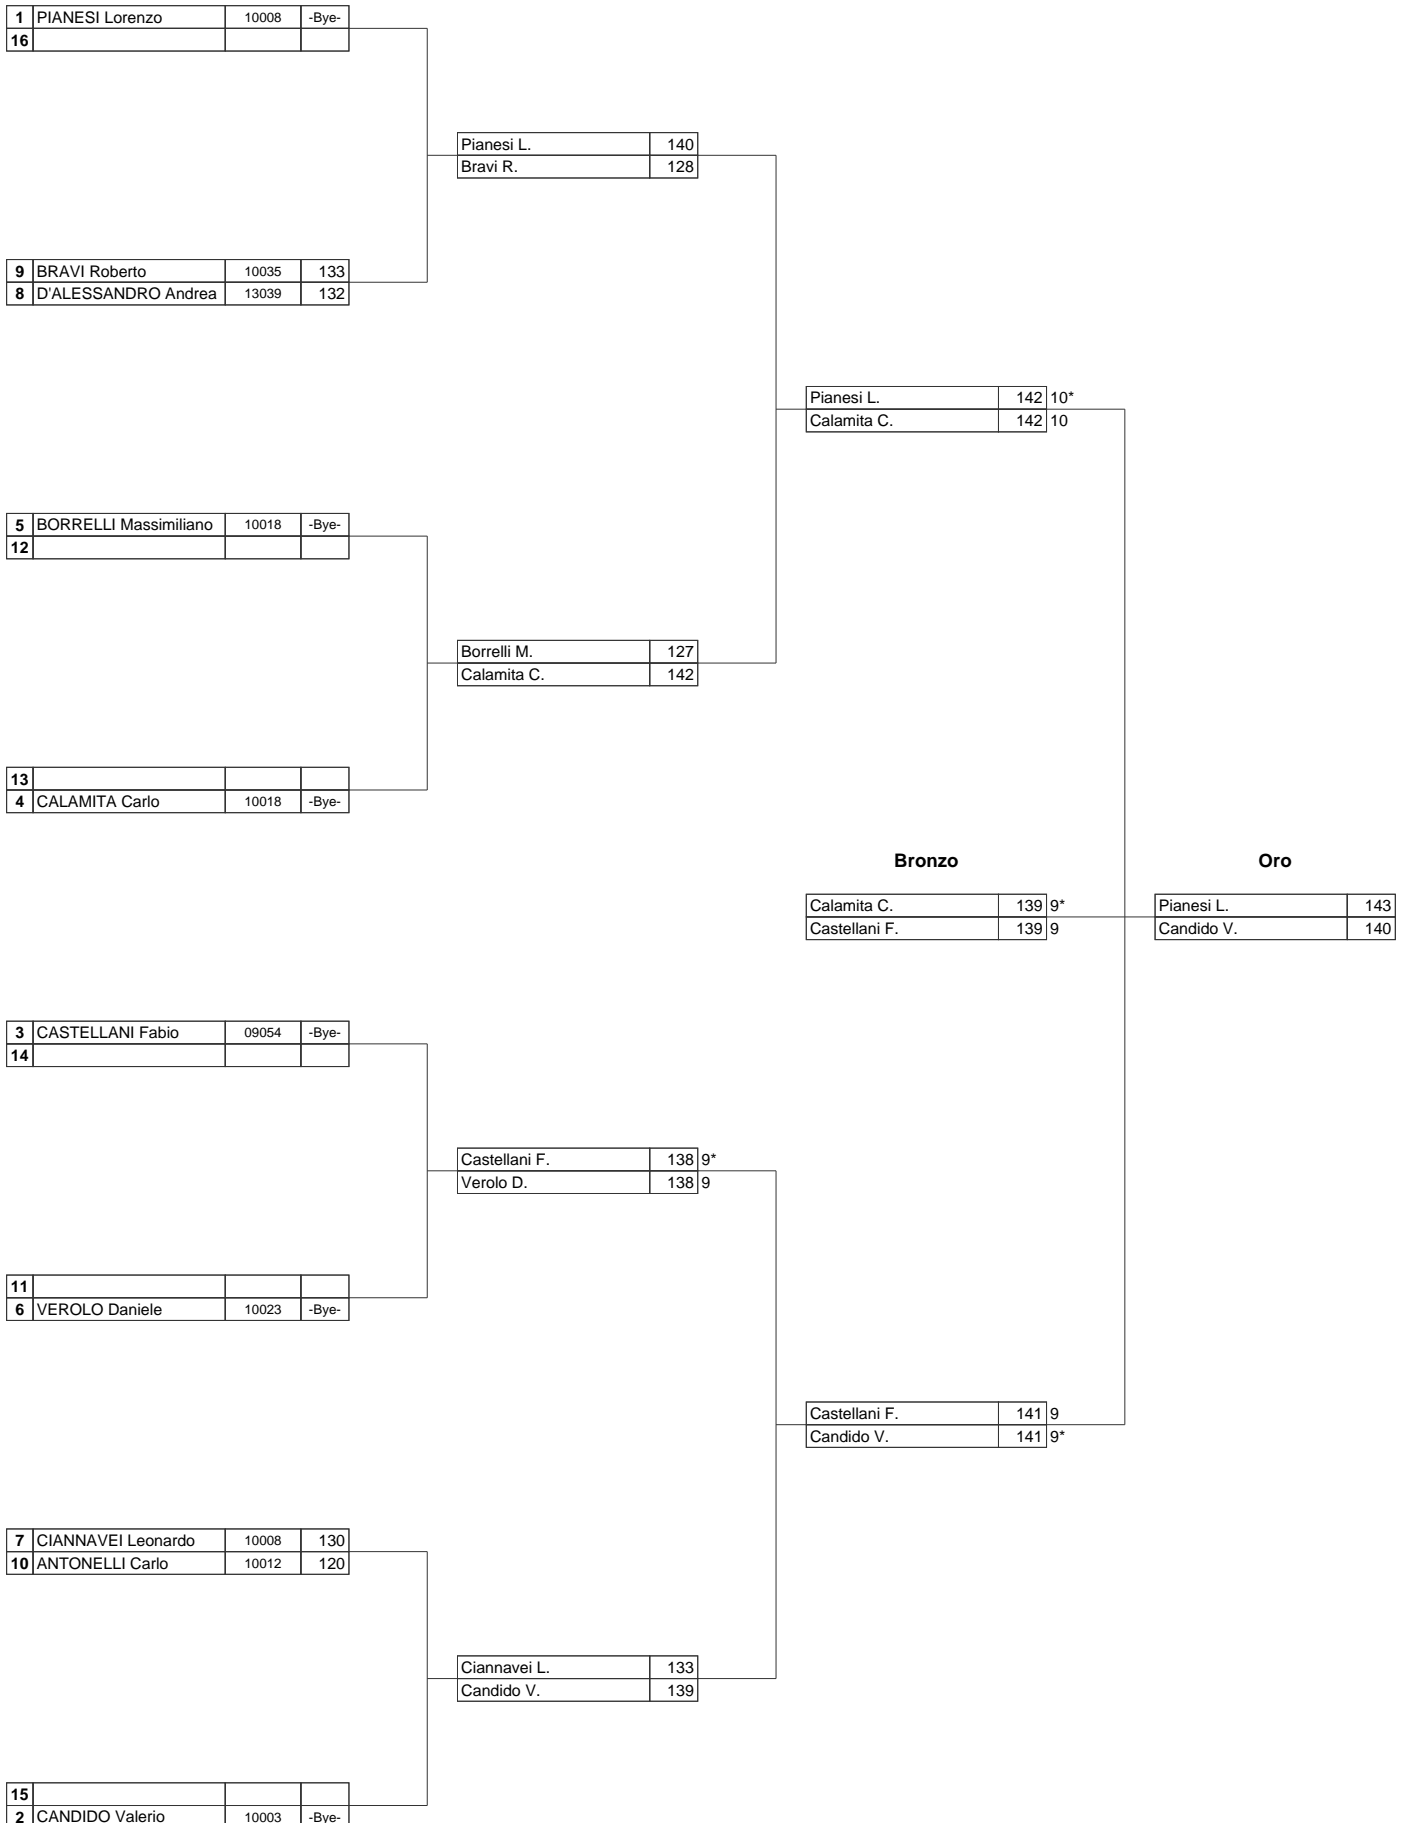 1 PIANESI Lorenzo 10008 -Bye-
16
Pianesi L. 140
Bravi R. 128
9 BRAVI Roberto 10035 133
8 D'ALESSANDRO Andrea 13039 132
Pianesi L. 142 10*
Calamita C. 142 10
5 BORRELLI Massimiliano 10018 -Bye-
12
Borrelli M. 127
Calamita C. 142
13
4 CALAMITA Carlo 10018 -Bye-
Bronzo Oro
Calamita C. 139 9* Pianesi L. 143
Castellani F. 139 9 Candido V. 140
3 CASTELLANI Fabio 09054 -Bye-
14
Castellani F. 138 9*
Verolo D. 138 9
11
6 VEROLO Daniele 10023 -Bye-
Castellani F. 141 9
Candido V. 141 9*
7 CIANNAVEI Leonardo 10008 130
10 ANTONELLI Carlo 10012 120
Ciannavei L. 133
Candido V. 139
15
2 CANDIDO Valerio 10003 -Bye-